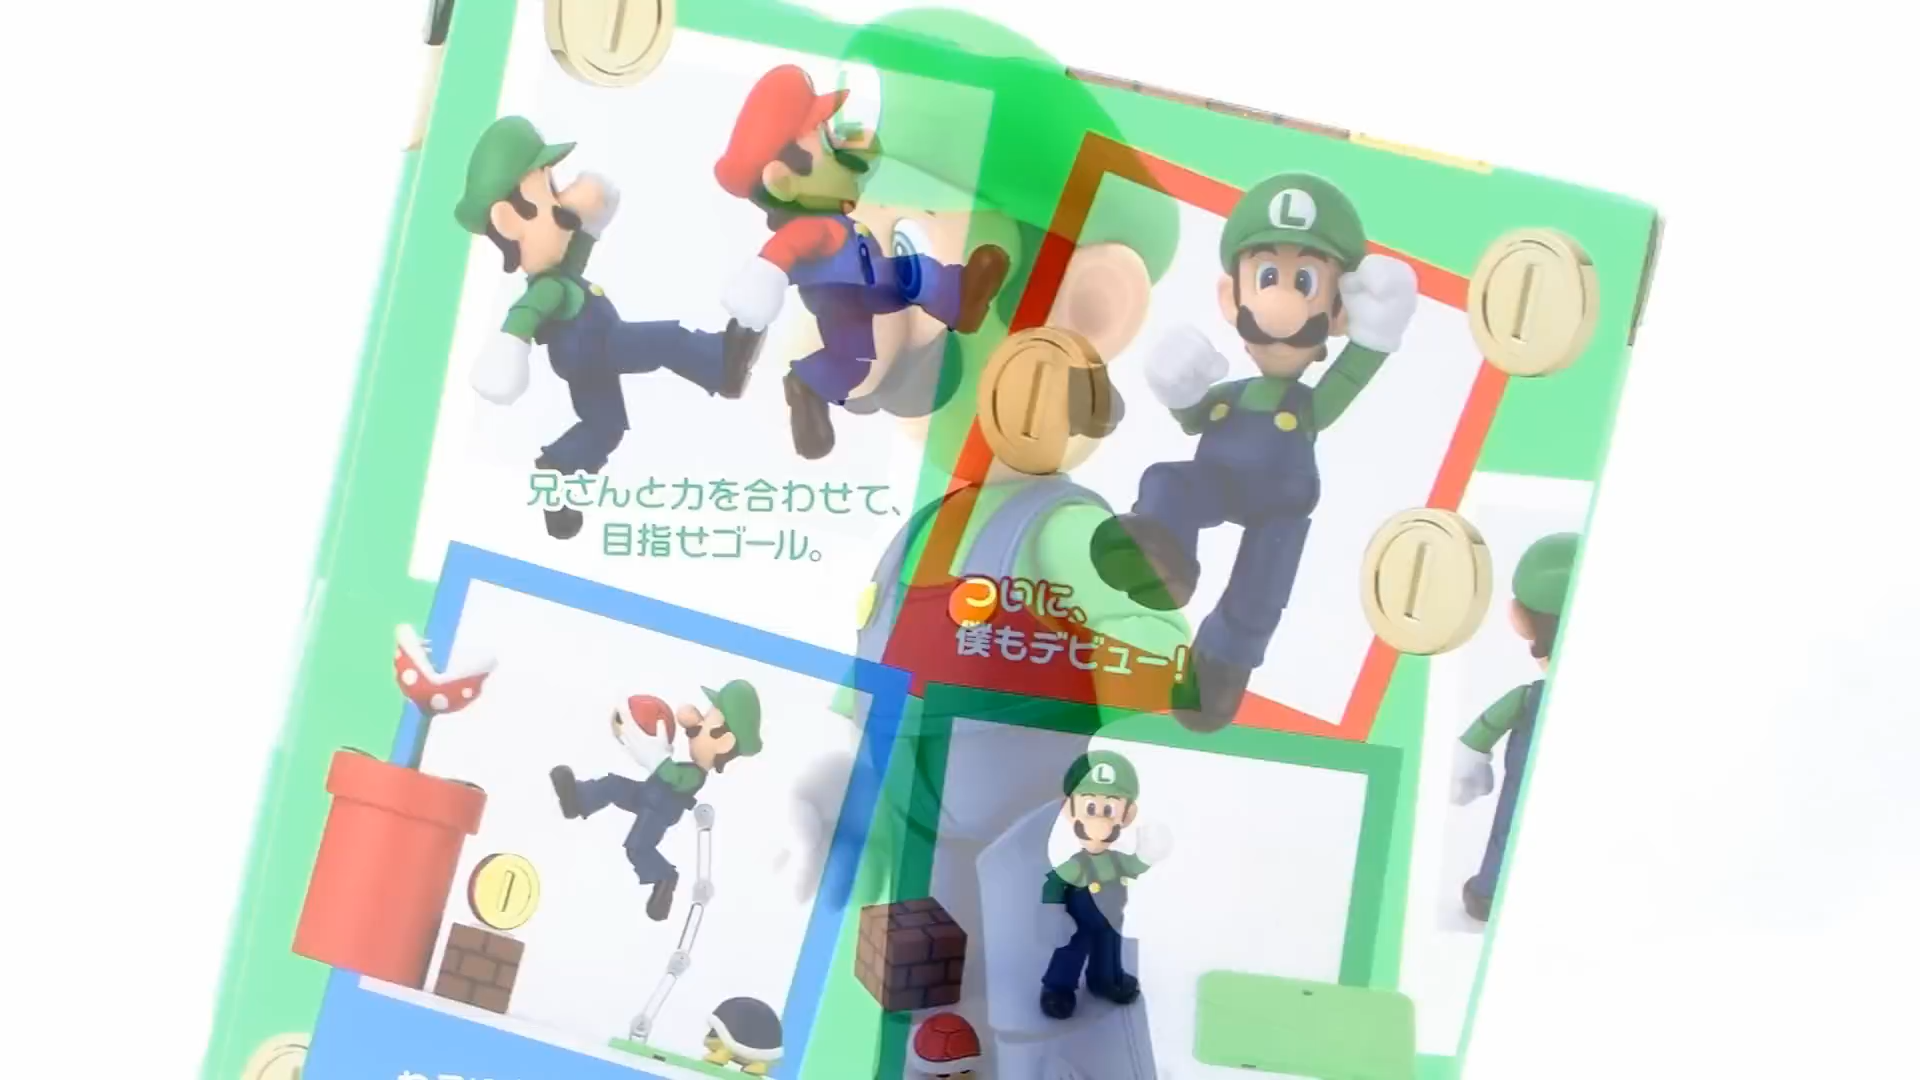 兄さんと力を合わせて、
目指せゴール。
ついに、
僕もデビュー!
L
L